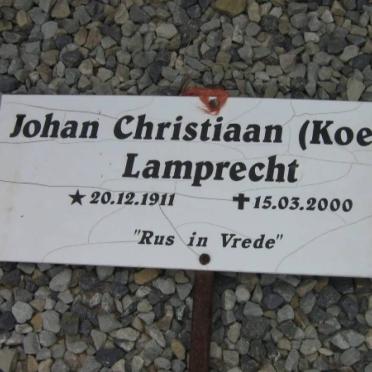 Johan Christiaan (Koe
Lamprecht
★ 20.12.1911 ✝ 15.03.2000
"Rus in Vrede"